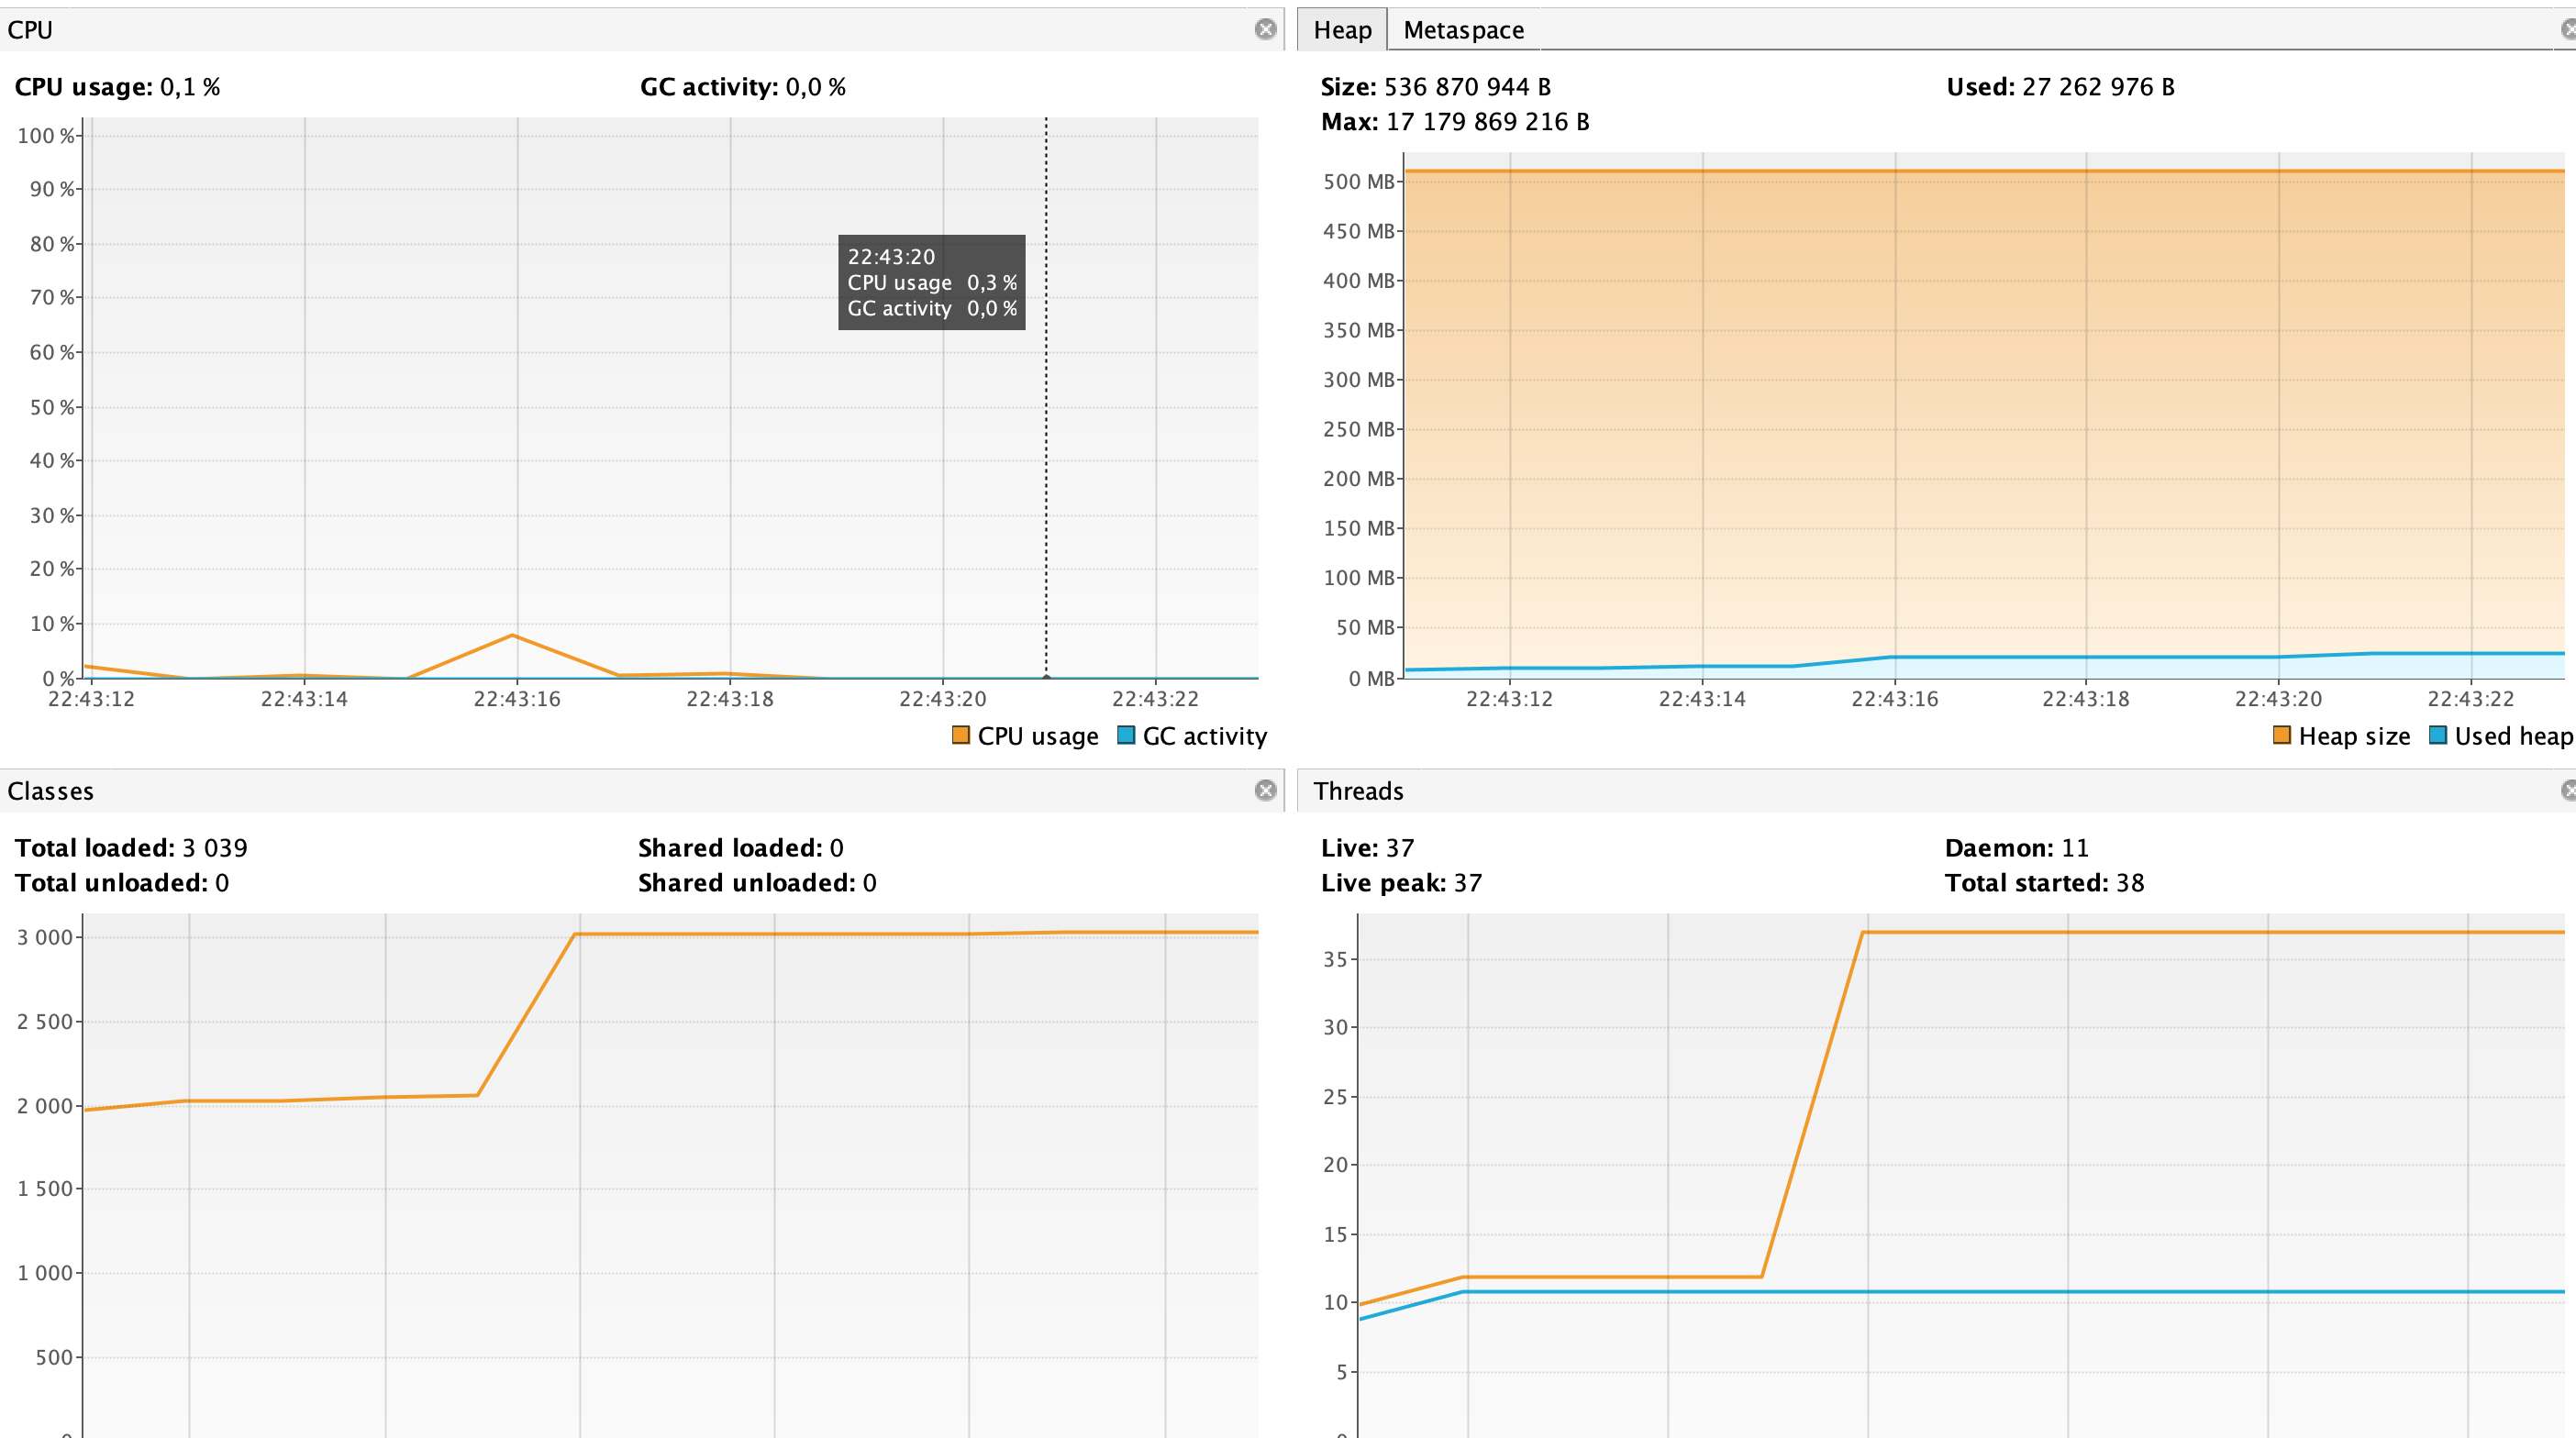 CPU
CPU usage: 0,1 % GC activity: 0,0 %
100 %
90 %
80 %
70 %
60 %
50 %
40 %
30 %
20 %
10 %
0 %
22:43:20
CPU usage 0,3 %
GC activity 0,0 %
22:43:12 22:43:14 22:43:16 22:43:18 22:43:20 22:43:22
CPU usage GC activity
Heap Metaspace
Size: 536 870 944 B Used: 27 262 976 B
Max: 17 179 869 216 B
500 MB
450 MB
400 MB
350 MB
300 MB
250 MB
200 MB
150 MB
100 MB
50 MB
0 MB
22:43:12 22:43:14 22:43:16 22:43:18 22:43:20 22:43:22
Heap size Used heap
Classes
Total loaded: 3 039 Shared loaded: 0
Total unloaded: 0 Shared unloaded: 0
3 000
2 500
2 000
1 500
1 000
500
Threads
Live: 37 Daemon: 11
Live peak: 37 Total started: 38
35
30
25
20
15
10
5